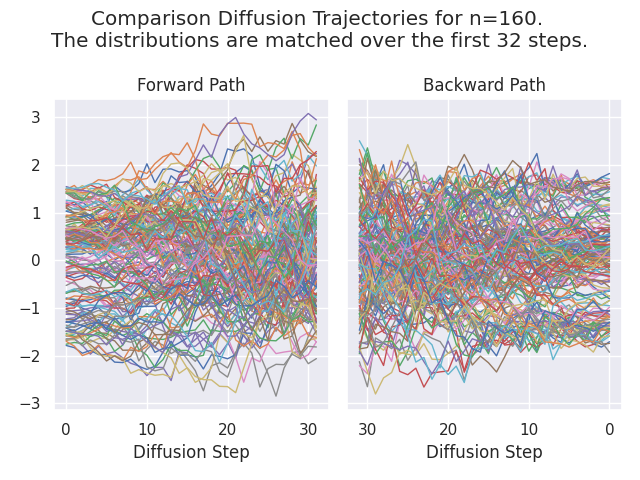 Comparison Diffusion Trajectories for n=160.
The distributions are matched over the first 32 steps.
Forward Path
Backward Path
3
2
1
0
−1
−2
−3
0 10 20 30
30 20 10 0
Diffusion Step
Diffusion Step